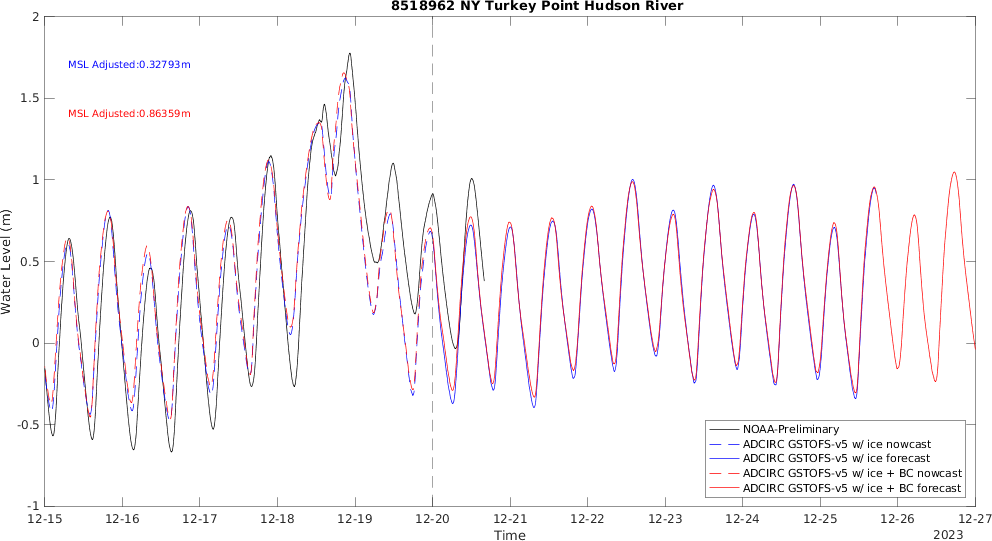 8518962 NY Turkey Point Hudson River
MSL Adjusted:0.32793m
MSL Adjusted:0.86359m
Water Level (m)
2
1.5
1
0.5
0
-0.5
-1
NOAA-Preliminary
ADCIRC GSTOFS-v5 w/ ice nowcast
ADCIRC GSTOFS-v5 w/ ice forecast
ADCIRC GSTOFS-v5 w/ ice + BC nowcast
ADCIRC GSTOFS-v5 w/ ice + BC forecast
12-15 12-16 12-17 12-18 12-19 12-20 12-21 12-22 12-23 12-24 12-25 12-26 12-27
Time
2023